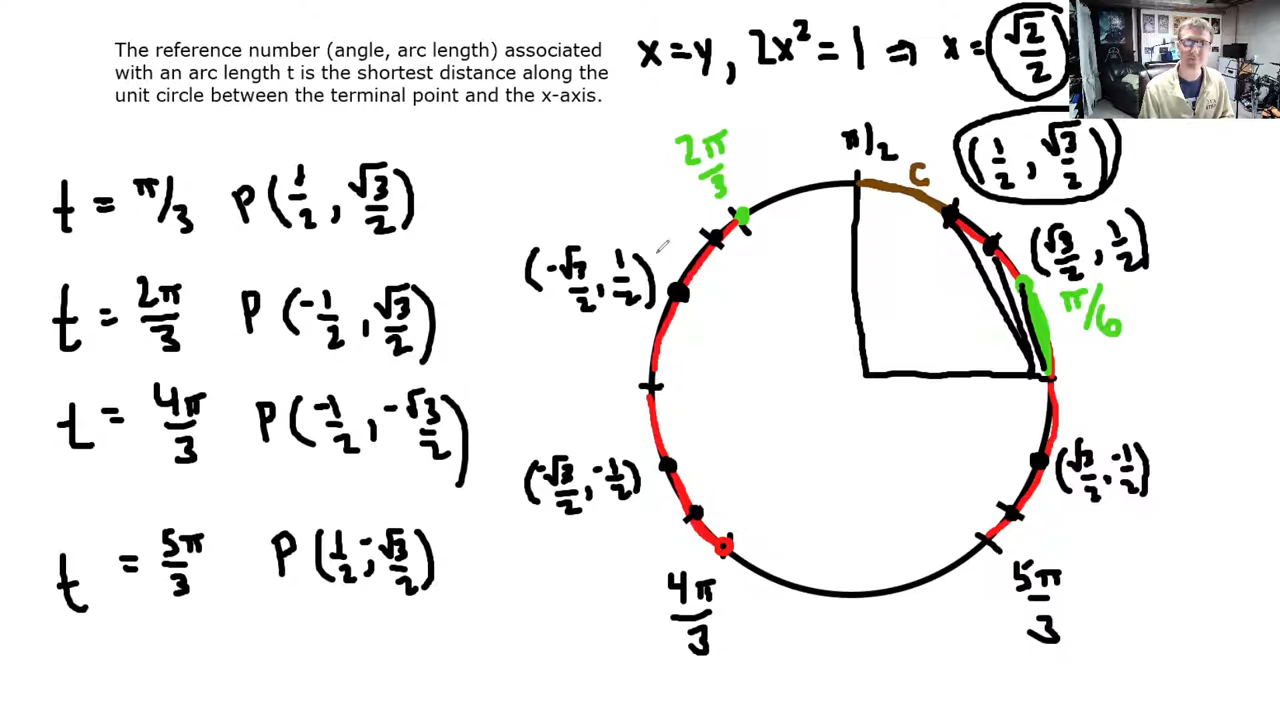 The reference number (angle, arc length) associated
with an arc length t is the shortest distance along the
unit circle between the terminal point and the x-axis.
x=y, 2x² = 1 ⇒ x = √2/2
(1/2, √3/2)
π/2
C
2π/3
t = π/3 P(1/2, √3/2)
(√3/2, 1/2)
π/6
(-√3/2, 1/2)
t = 2π/3 P(-1/2, √3/2)
t = 4π/3 P(-1/2, -√3/2)
(-√3/2, -1/2)
(√3/2, -1/2)
t = 5π/3 P(1/2, -√3/2)
4π/3
5π/3